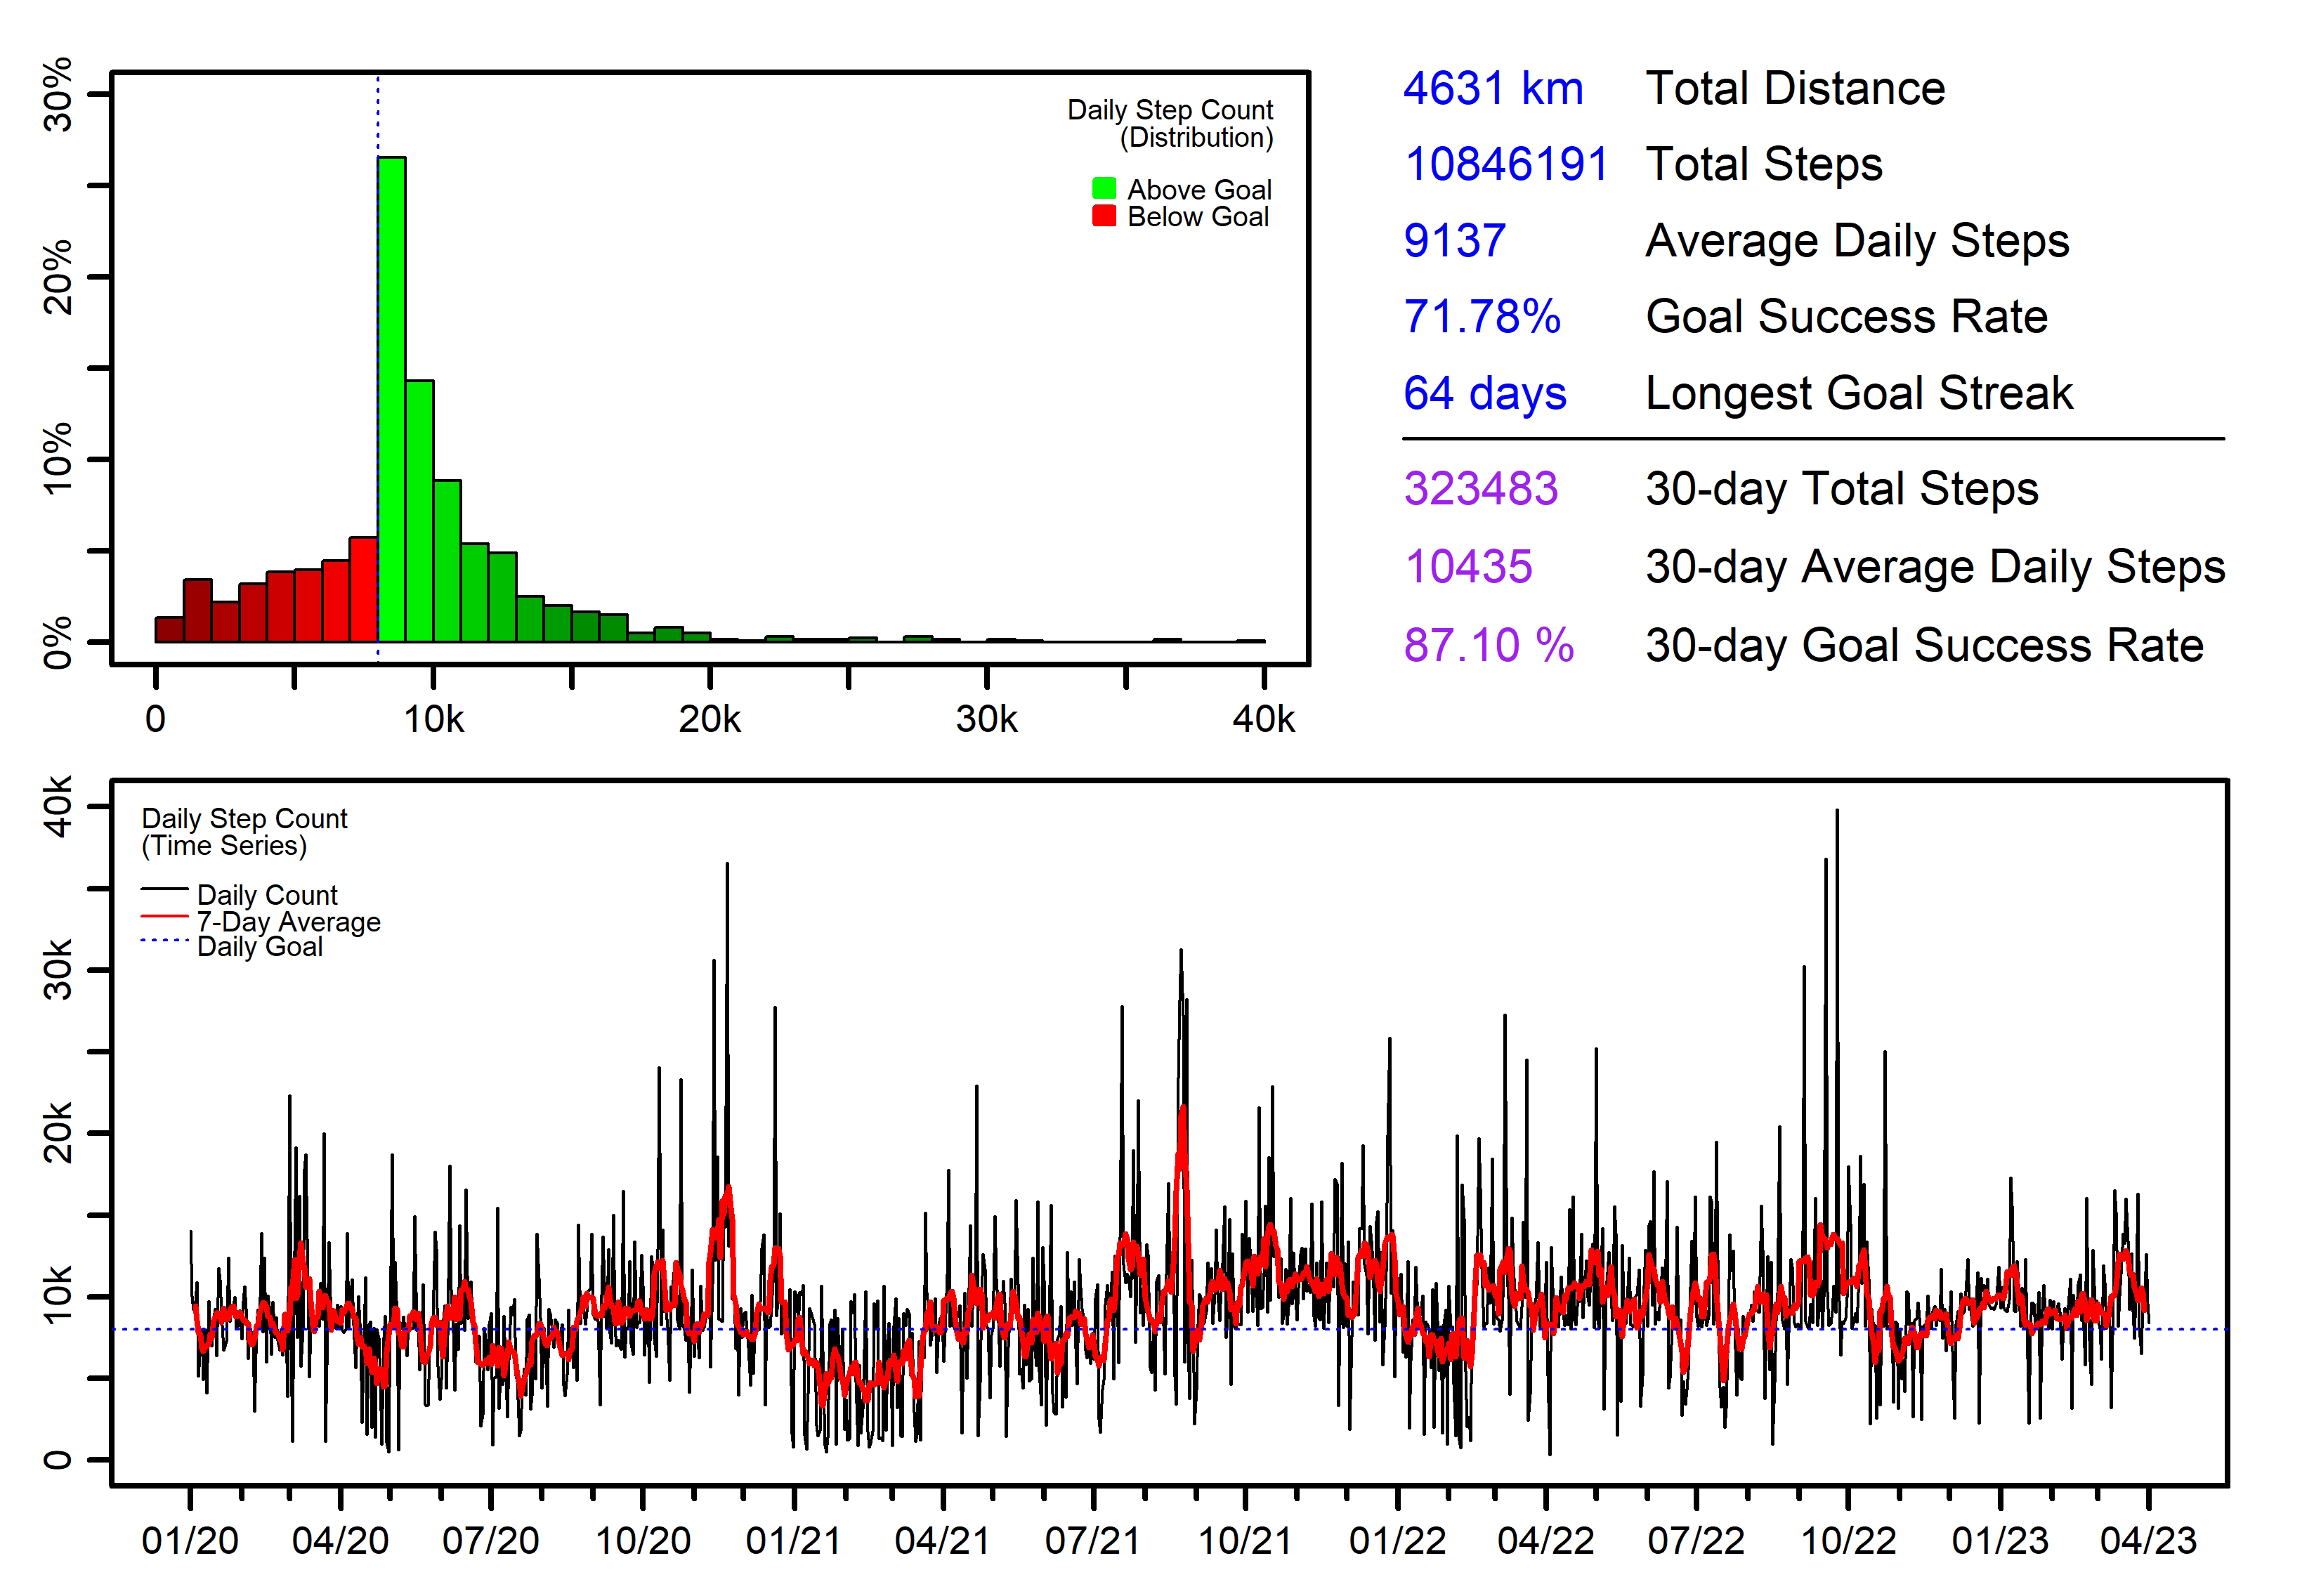 30%
20%
10%
0%
Daily Step Count
(Distribution)
Above Goal
Below Goal
0
10k
20k
30k
40k
4631 km Total Distance
10846191 Total Steps
9137 Average Daily Steps
71.78% Goal Success Rate
64 days Longest Goal Streak
323483 30-day Total Steps
10435 30-day Average Daily Steps
87.10 % 30-day Goal Success Rate
40k
30k
20k
10k
0
Daily Step Count
(Time Series)
Daily Count
7-Day Average
Daily Goal
01/20
04/20
07/20
10/20
01/21
04/21
07/21
10/21
01/22
04/22
07/22
10/22
01/23
04/23